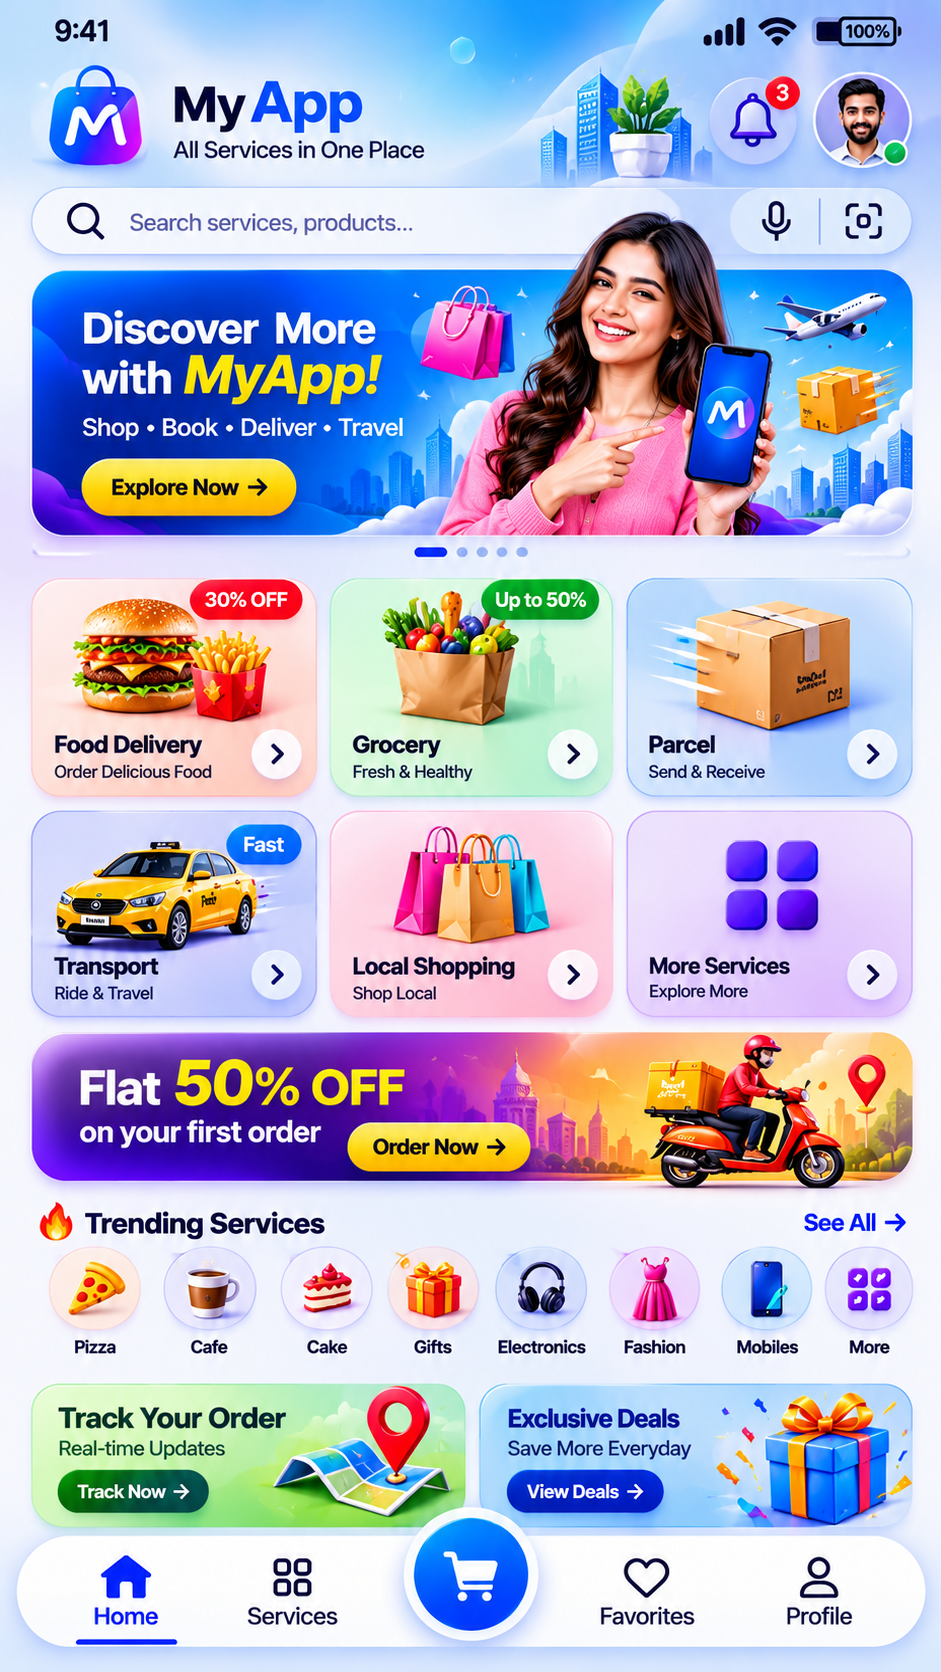 9:41
100%
M
MyApp
All Services in One Place
3
Search services, products...
Discover More
with MyApp!
Shop • Book • Deliver • Travel
Explore Now →
M
30% OFF
Food Delivery
Order Delicious Food
Up to 50%
Grocery
Fresh & Healthy
Parcel
Send & Receive
Fast
Transport
Ride & Travel
Local Shopping
Shop Local
More Services
Explore More
Flat 50% OFF
on your first order
Order Now →
Trending Services
See All →
Pizza
Cafe
Cake
Gifts
Electronics
Fashion
Mobiles
More
Track Your Order
Real-time Updates
Track Now →
Exclusive Deals
Save More Everyday
View Deals →
Home
Services
Favorites
Profile